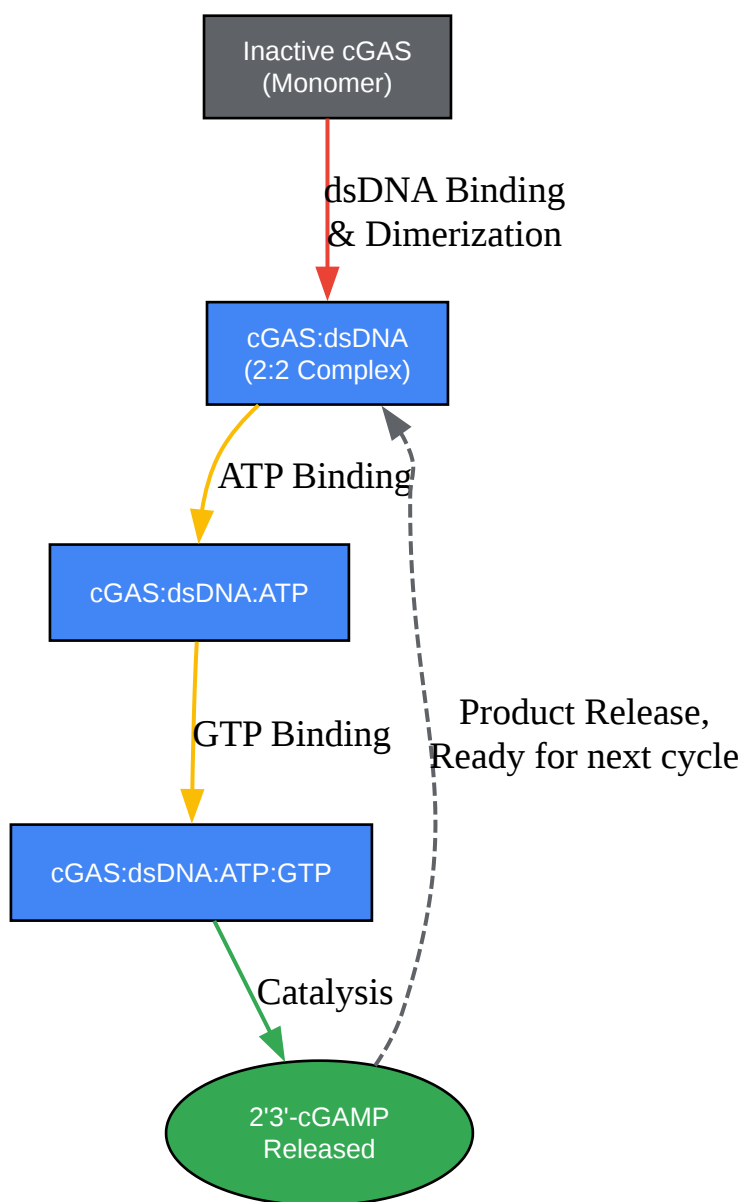 Inactive cGAS
(Monomer)
dsDNA Binding
& Dimerization
cGAS:dsDNA
(2:2 Complex)
ATP Binding
cGAS:dsDNA:ATP
GTP Binding
Product Release,
Ready for next cycle
cGAS:dsDNA:ATP:GTP
Catalysis
2'3'-cGAMP
Released